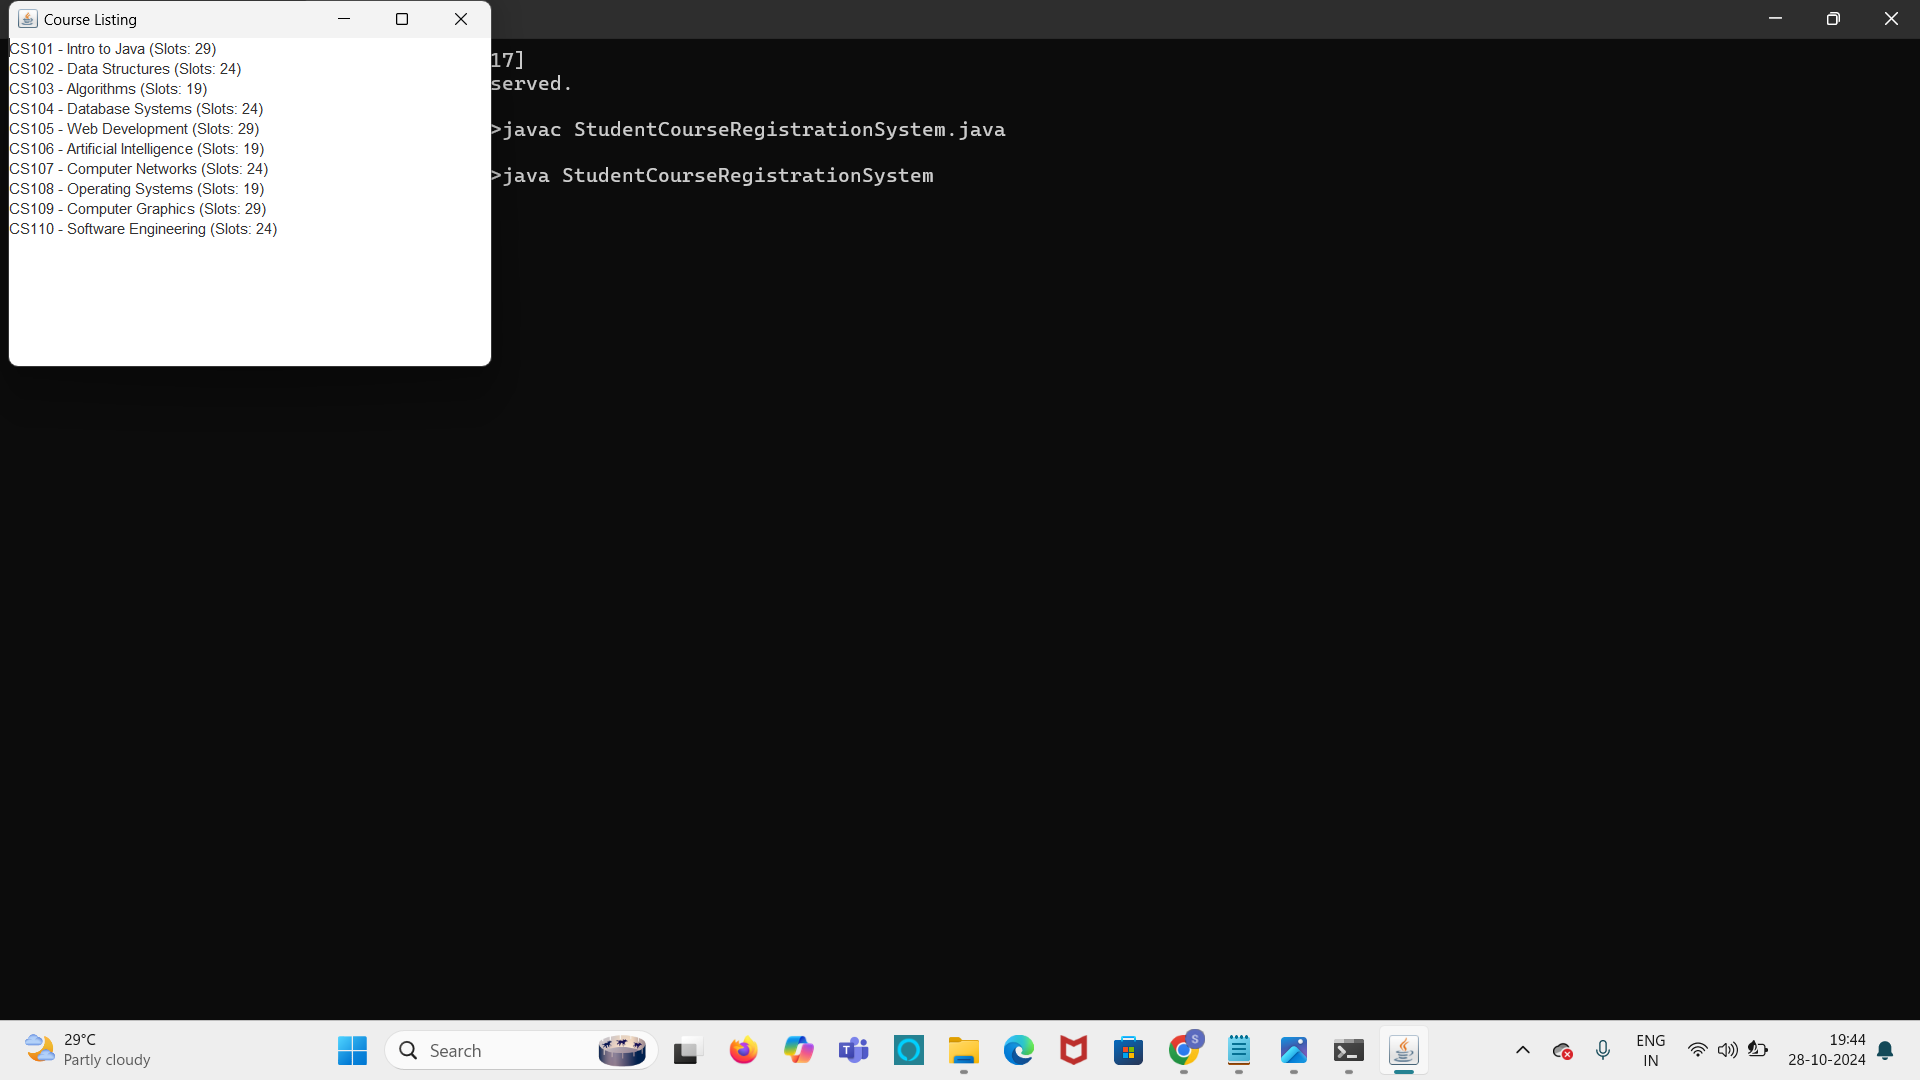 Course Listing
CS101 - Intro to Java (Slots: 29)
CS102 - Data Structures (Slots: 24)
CS103 - Algorithms (Slots: 19)
CS104 - Database Systems (Slots: 24)
CS105 - Web Development (Slots: 29)
CS106 - Artificial Intelligence (Slots: 19)
CS107 - Computer Networks (Slots: 24)
CS108 - Operating Systems (Slots: 19)
CS109 - Computer Graphics (Slots: 29)
CS110 - Software Engineering (Slots: 24)
17]
served.
>javac StudentCourseRegistrationSystem.java
>java StudentCourseRegistrationSystem
29°C
Partly cloudy
Search
S
ENG
IN
19:44
28-10-2024